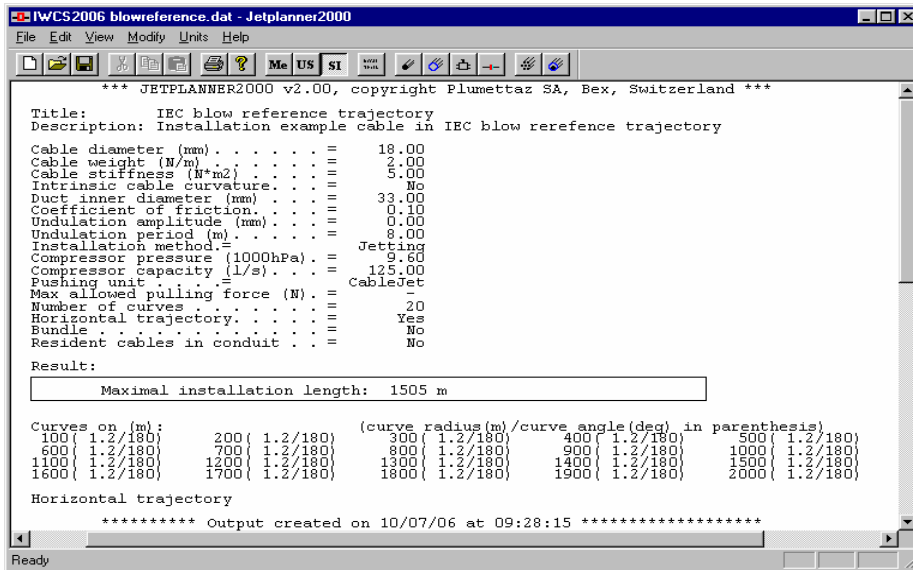 IWCS2006 blowreference.dat - Jetplanner2000
File Edit View Modify Units Help
Me US SI
*** JETPLANNER2000 v2.00, copyright Plumettaz SA, Bex, Switzerland ***
Title: IEC blow reference trajectory
Description: Installation example cable in IEC blow rerefence trajectory
Cable diameter (mm). . . . . . = 18.00
Cable weight (N/m) . . . . . . = 2.00
Cable stiffness (N*m2) . . . . = 5.00
Intrinsic cable curvature. . . = No
Duct inner diameter (mm) . . . = 33.00
Coefficient of friction. . . . = 0.10
Undulation amplitude (mm). . . = 0.00
Undulation period (m). . . . . = 8.00
Installation method.= Jetting
Compressor pressure (1000hPa). = 9.60
Compressor capacity (l/s). . . = 125.00
Pushing unit . . . .= CableJet
Max allowed pulling force (N). = -
Number of curves . . . . . . . = 20
Horizontal trajectory. . . . . = Yes
Bundle . . . . . . . . . . . . = No
Resident cables in conduit . . = No
Result:
Maximal installation length: 1505 m
Curves on (m): (curve radius(m)/curve angle(deg) in parenthesis)
100( 1.2/180) 200( 1.2/180) 300( 1.2/180) 400( 1.2/180) 500( 1.2/180)
600( 1.2/180) 700( 1.2/180) 800( 1.2/180) 900( 1.2/180) 1000( 1.2/180)
1100( 1.2/180) 1200( 1.2/180) 1300( 1.2/180) 1400( 1.2/180) 1500( 1.2/180)
1600( 1.2/180) 1700( 1.2/180) 1800( 1.2/180) 1900( 1.2/180) 2000( 1.2/180)
Horizontal trajectory
********** Output created on 10/07/06 at 09:28:15 *******************
Ready